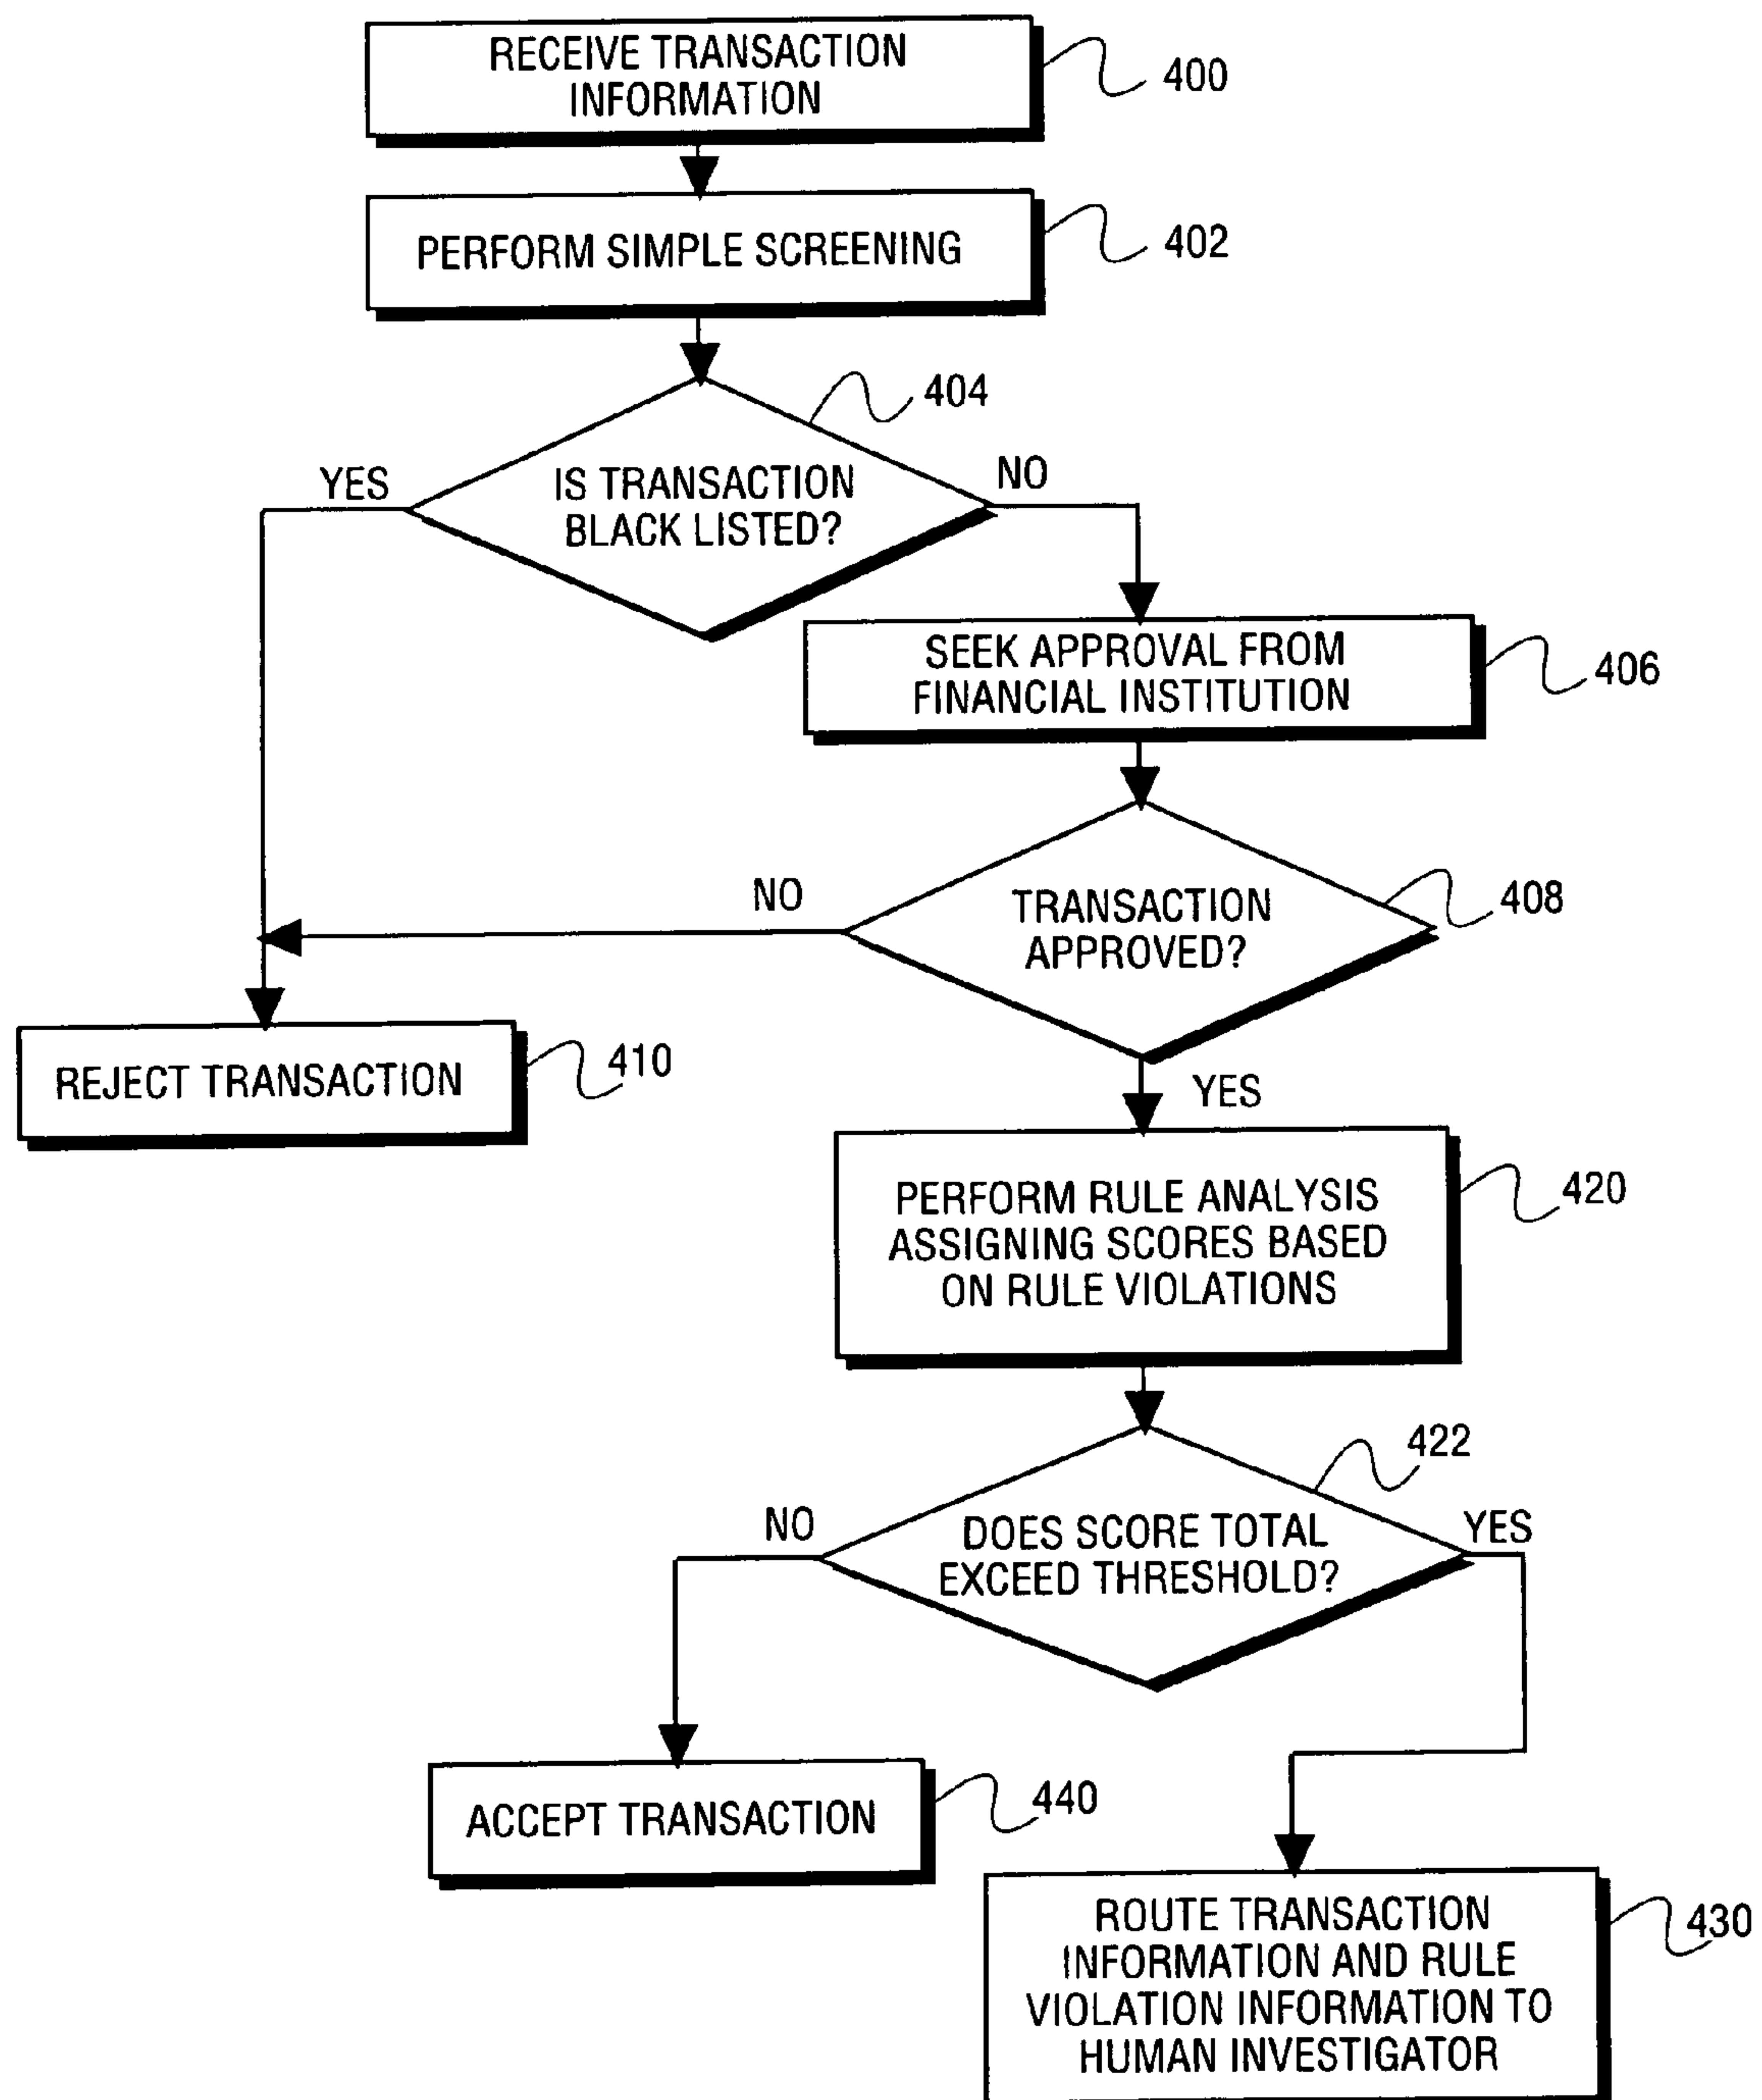 RECEIVE TRANSACTION
INFORMATION
400
PERFORM SIMPLE SCREENING
402
404
YES
IS TRANSACTION
BLACK LISTED?
NO
SEEK APPROVAL FROM
FINANCIAL INSTITUTION
406
NO
TRANSACTION
APPROVED?
408
REJECT TRANSACTION
410
YES
PERFORM RULE ANALYSIS
ASSIGNING SCORES BASED
ON RULE VIOLATIONS
420
422
NO
DOES SCORE TOTAL
EXCEED THRESHOLD?
YES
ACCEPT TRANSACTION
440
ROUTE TRANSACTION
INFORMATION AND RULE
VIOLATION INFORMATION TO
HUMAN INVESTIGATOR
430